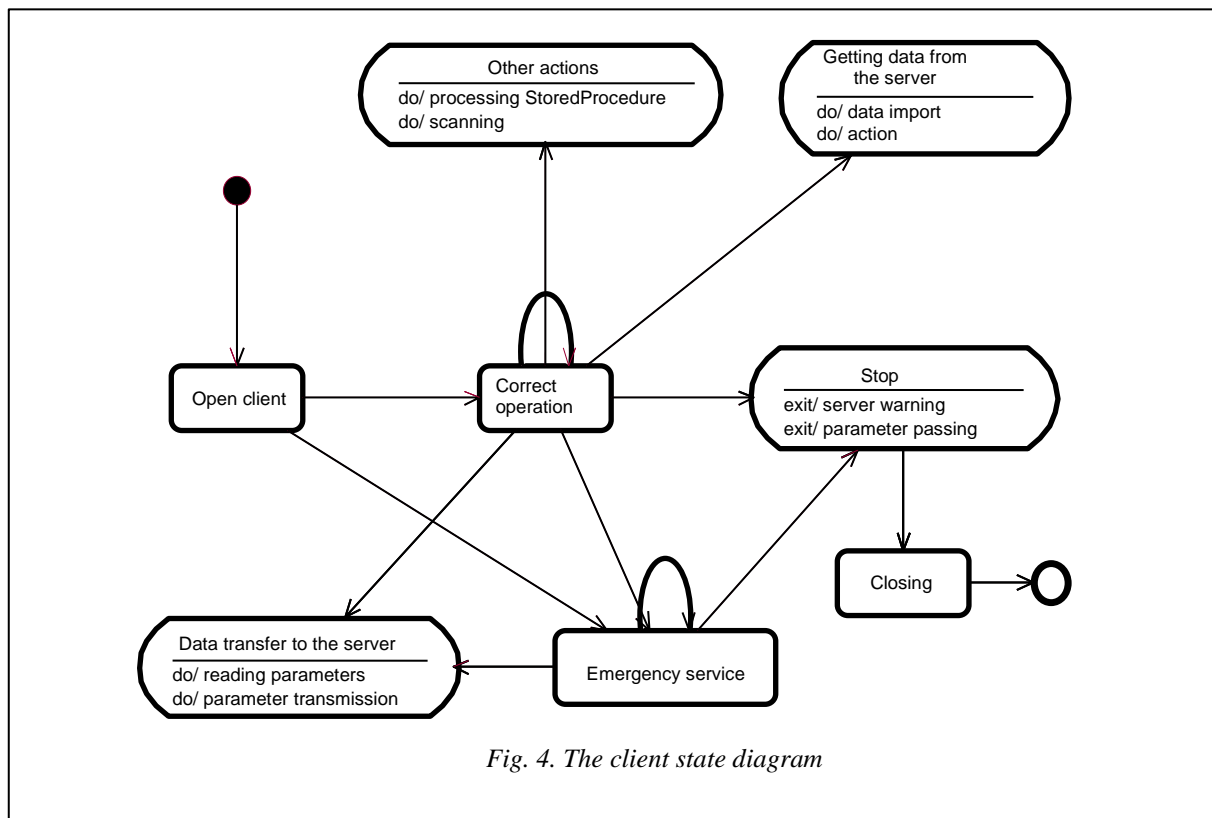 Other actions
do/ processing StoredProcedure
do/ scanning
Getting data from
the server
do/ data import
do/ action
Open client
Correct
operation
Stop
exit/ server warning
exit/ parameter passing
Closing
Data transfer to the server
do/ reading parameters
do/ parameter transmission
Emergency service
Fig. 4. The client state diagram